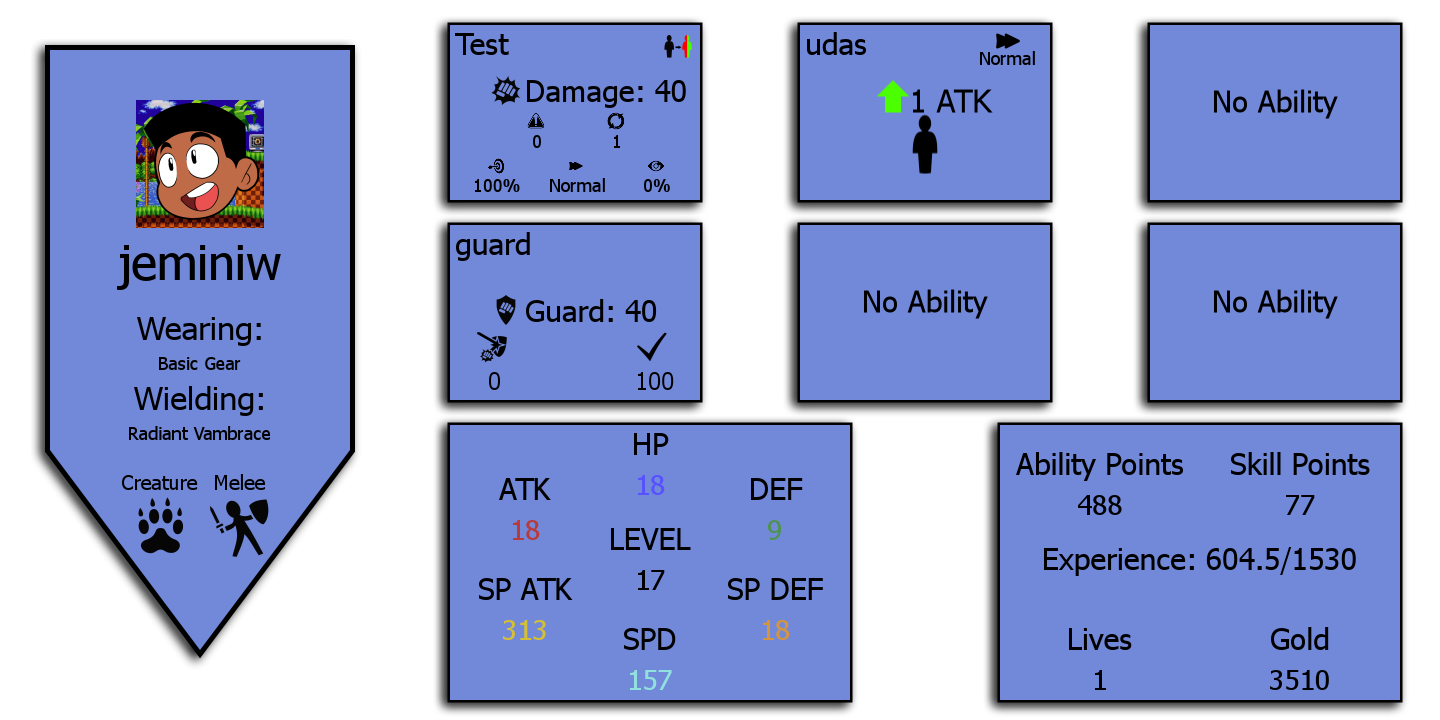 jeminiw
Wearing:
Basic Gear
Wielding:
Radiant Vambrace
Creature Melee
Test
Damage: 40
0 1
100% Normal 0%
udas
Normal
1 ATK
No Ability
guard
Guard: 40
0 100
No Ability
No Ability
HP
18
ATK
18
DEF
9
LEVEL
17
SP ATK
313
SP DEF
18
SPD
157
Ability Points Skill Points
488 77
Experience: 604.5/1530
Lives Gold
1 3510